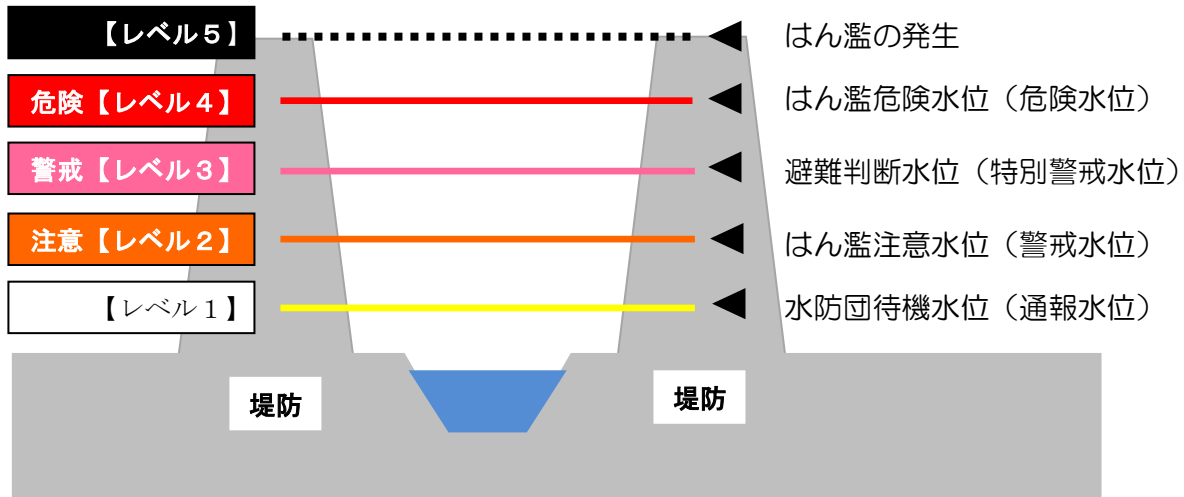 【レベル５】
はん濫の発生
危険【レベル４】
はん濫危険水位（危険水位）
警戒【レベル３】
避難判断水位（特別警戒水位）
注意【レベル２】
はん濫注意水位（警戒水位）
【レベル１】
水防団待機水位（通報水位）
堤防
堤防